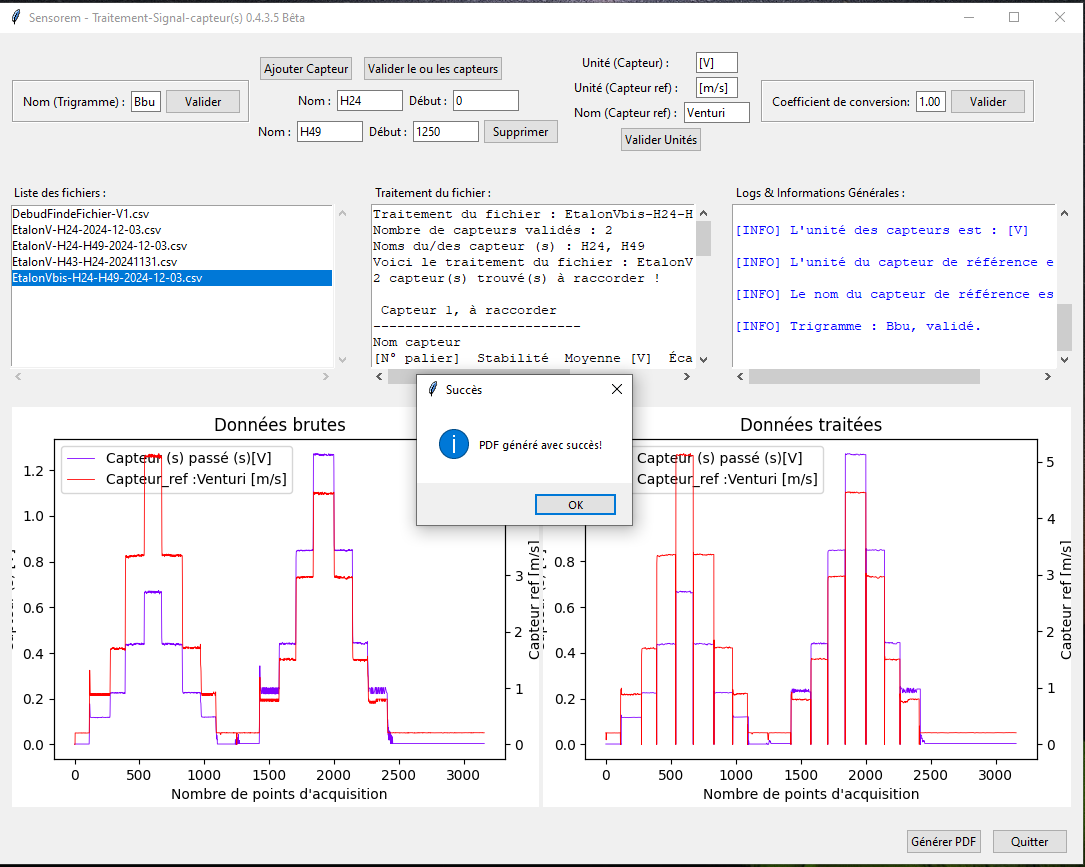 Sensorem - Traitement-Signal-capteur(s) 0.4.3.5 Bêta
Nom (Trigramme) : Bbu Valider
Ajouter Capteur Valider le ou les capteurs
Nom : H24 Début : 0
Nom : H49 Début : 1250 Supprimer
Unité (Capteur) : [V]
Unité (Capteur ref) : [m/s]
Nom (Capteur ref) : Venturi
Valider Unités
Coefficient de conversion: 1.00 Valider
Liste des fichiers :
DebudFindeFichier-V1.csv
EtalonV-H24-2024-12-03.csv
EtalonV-H24-H49-2024-12-03.csv
EtalonV-H43-H24-20241131.csv
EtalonVbis-H24-H49-2024-12-03.csv
Traitement du fichier :
Traitement du fichier : EtalonVbis-H24-H
Nombre de capteurs validés : 2
Noms du/des capteur (s) : H24, H49
Voici le traitement du fichier : EtalonV
2 capteur(s) trouvé(s) à raccorder !
Capteur 1, à raccorder
--------------------------
Nom capteur
[N° palier] Stabilité Moyenne [V] Éca
Logs & Informations Générales :
[INFO] L'unité des capteurs est : [V]
[INFO] L'unité du capteur de référence e
[INFO] Le nom du capteur de référence es
[INFO] Trigramme : Bbu, validé.
Succès
PDF généré avec succès!
OK
Données brutes
Capteur (s) passé (s)[V]
Capteur_ref :Venturi [m/s]
1.2
1.0
0.8
0.6
0.4
0.2
0.0
3
2
1
0
Capteur ref [m/s]
0 500 1000 1500 2000 2500 3000
Nombre de points d'acquisition
Données traitées
Capteur (s) passé (s)[V]
Capteur_ref :Venturi [m/s]
0.8
0.6
0.4
0.2
0.0
5
4
3
2
1
0
Capteur ref [m/s]
0 500 1000 1500 2000 2500 3000
Nombre de points d'acquisition
Générer PDF Quitter